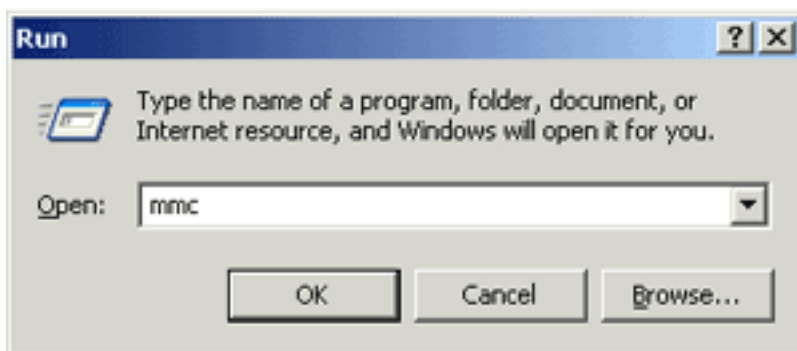 Run
Type the name of a program, folder, document, or
Internet resource, and Windows will open it for you.
Open: mmc
OK Cancel Browse...